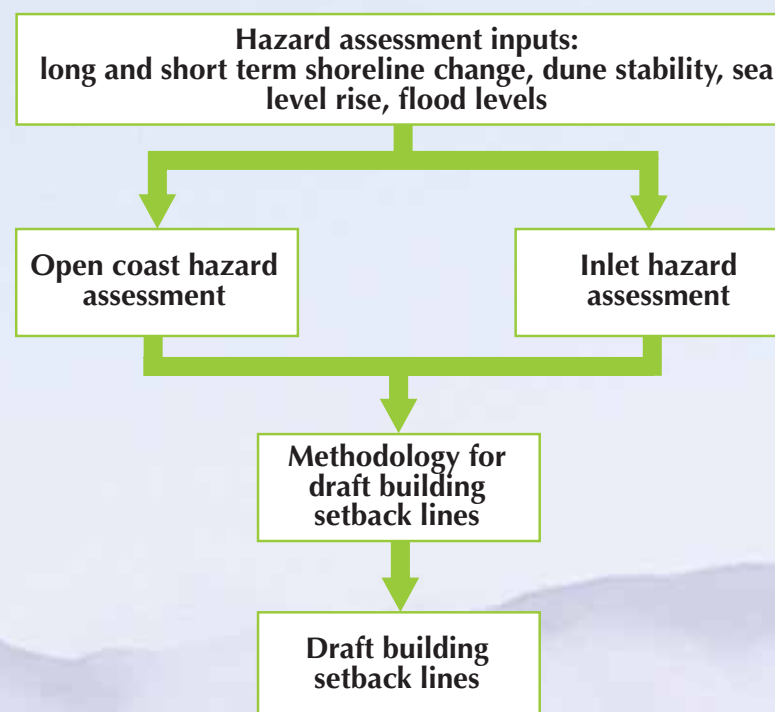 Hazard assessment inputs:
long and short term shoreline change, dune stability, sea
level rise, flood levels
Open coast hazard
assessment
Inlet hazard
assessment
Methodology for
draft building
setback lines
Draft building
setback lines